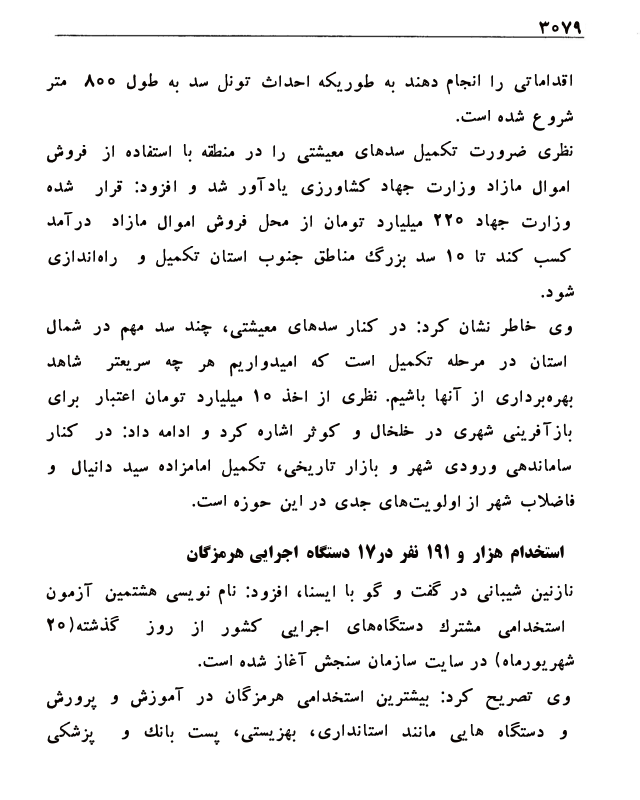 ۳۰۷۹
اقداماتی را انجام دهند به طوریکه احداث تونل سد به طول ۸۰۰ متر
شروع شده است.
نظری ضرورت تکمیل سدهای معیشتی را در منطقه با استفاده از فروش
اموال مازاد وزارت جهاد کشاورزی یادآور شد و افزود: قرار شده
وزارت جهاد ۲۲۰ میلیارد تومان از محل فروش اموال مازاد درآمد
کسب کند تا ۱۰ سد بزرگ مناطق جنوب استان تکمیل و راه‌اندازی
شود.
وی خاطر نشان کرد: در کنار سدهای معیشتی، چند سد مهم در شمال
استان در مرحله تکمیل است که امیدواریم هر چه سریعتر شاهد
بهره‌برداری از آنها باشیم. نظری از اخذ ۱۰ میلیارد تومان اعتبار برای
بازآفرینی شهری در خلخال و کوثر اشاره کرد و ادامه داد: در کنار
ساماندهی ورودی شهر و بازار تاریخی، تکمیل امامزاده سید دانیال و
فاضلاب شهر از اولویت‌های جدی در این حوزه است.
استخدام هزار و ۱۹۱ نفر در۱۷ دستگاه اجرایی هرمزگان
نازنین شیبانی در گفت و گو با ایسنا، افزود: نام نویسی هشتمین آزمون
استخدامی مشترك دستگاه‌های اجرایی کشور از روز گذشته(۲۰
شهریورماه) در سایت سازمان سنجش آغاز شده است.
وی تصریح کرد: بیشترین استخدامی هرمزگان در آموزش و پرورش
و دستگاه هایی مانند استانداری، بهزیستی، پست بانك و پزشکی